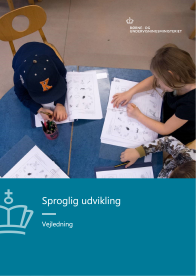 BØRNE- OG
UNDERVISNINGSMINISTERIET
Sproglig udvikling
Vejledning